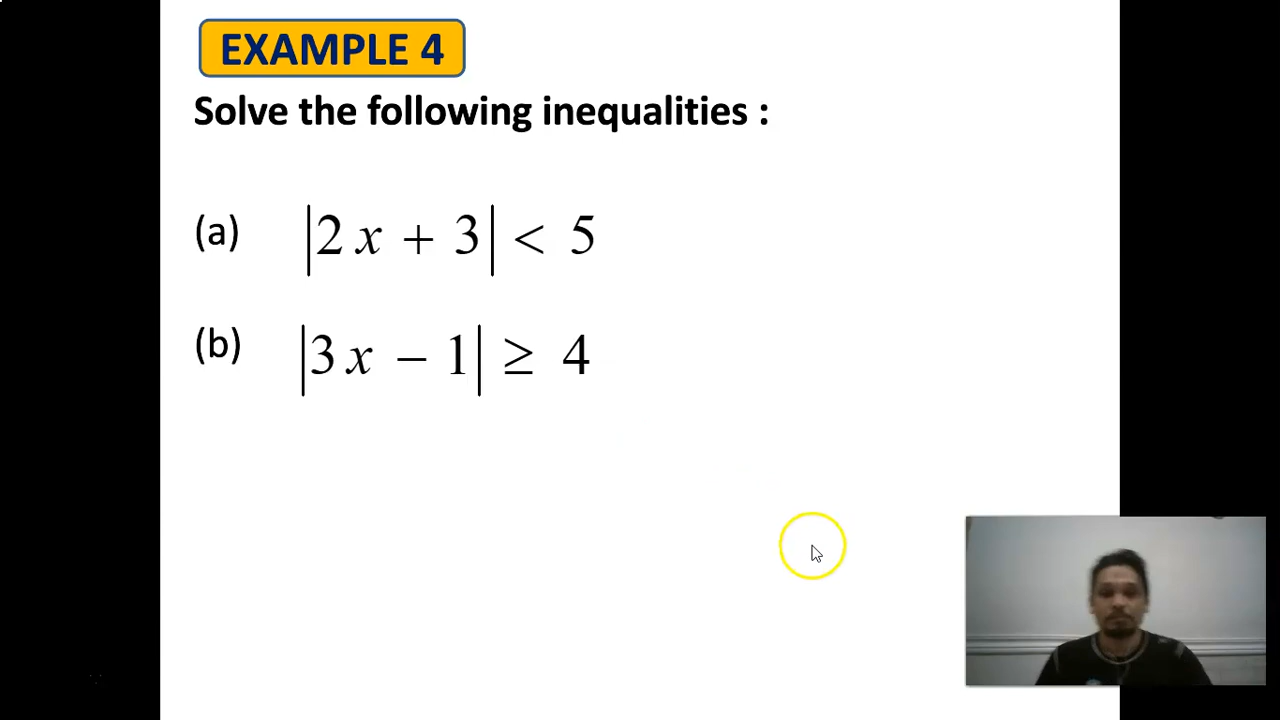 EXAMPLE 4
Solve the following inequalities :
(a) |2x + 3| < 5
(b) |3x − 1| ≥ 4